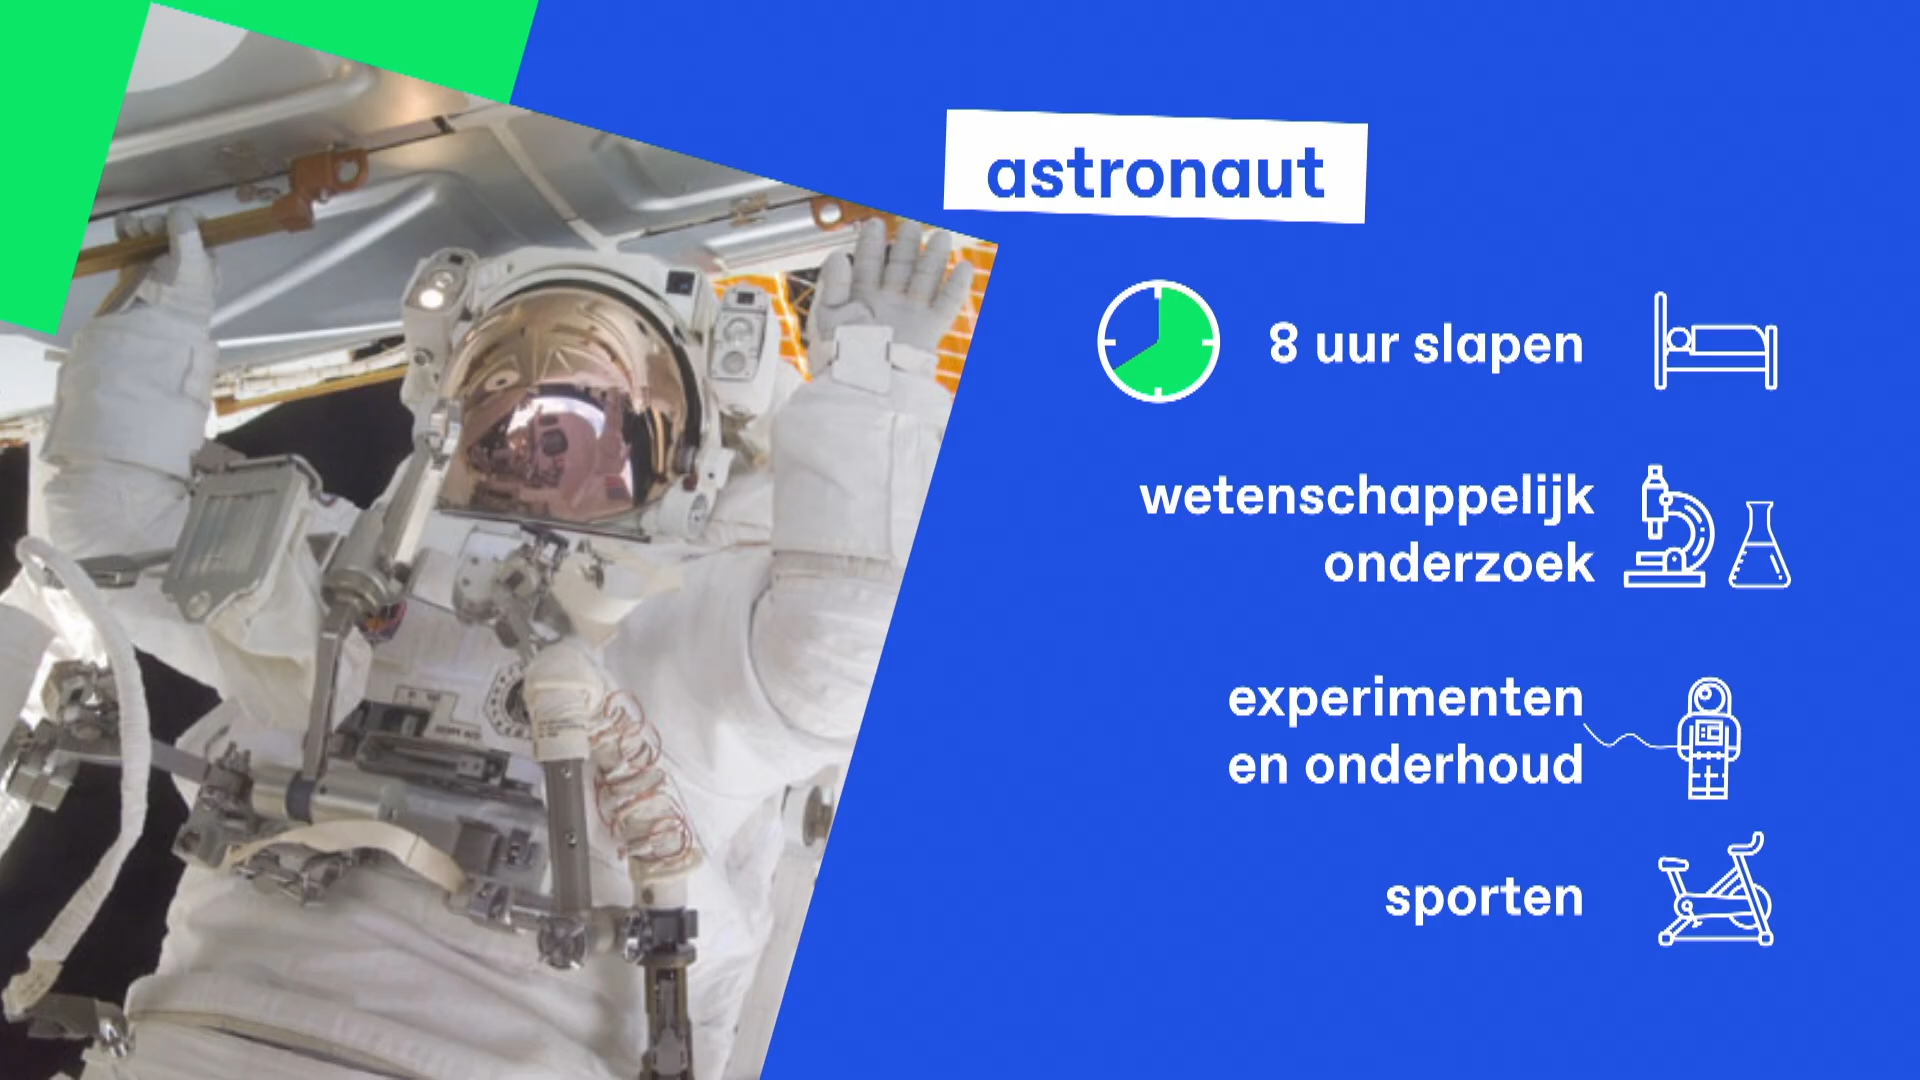 astronaut
8 uur slapen
wetenschappelijk
onderzoek
experimenten
en onderhoud
sporten